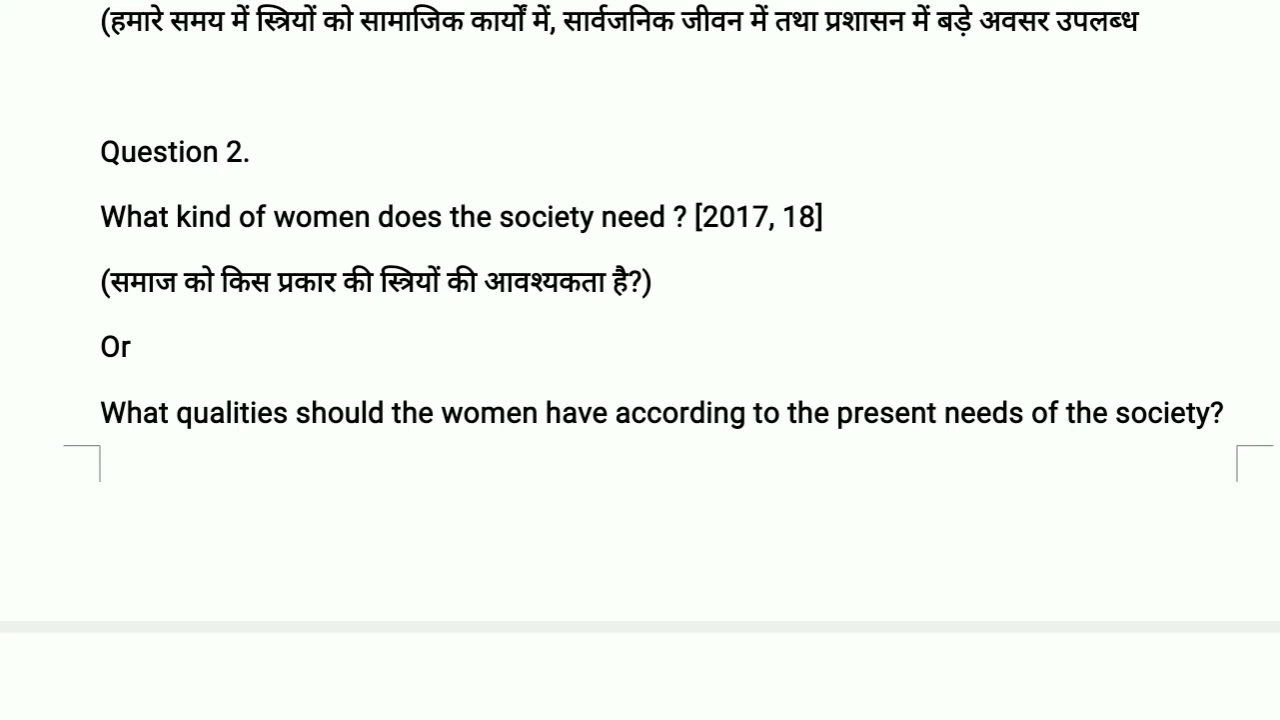 (हमारे समय में स्त्रियों को सामाजिक कार्यों में, सार्वजनिक जीवन में तथा प्रशासन में बड़े अवसर उपलब्ध
Question 2.
What kind of women does the society need ? [2017, 18]
(समाज को किस प्रकार की स्त्रियों की आवश्यकता है?)
Or
What qualities should the women have according to the present needs of the society?